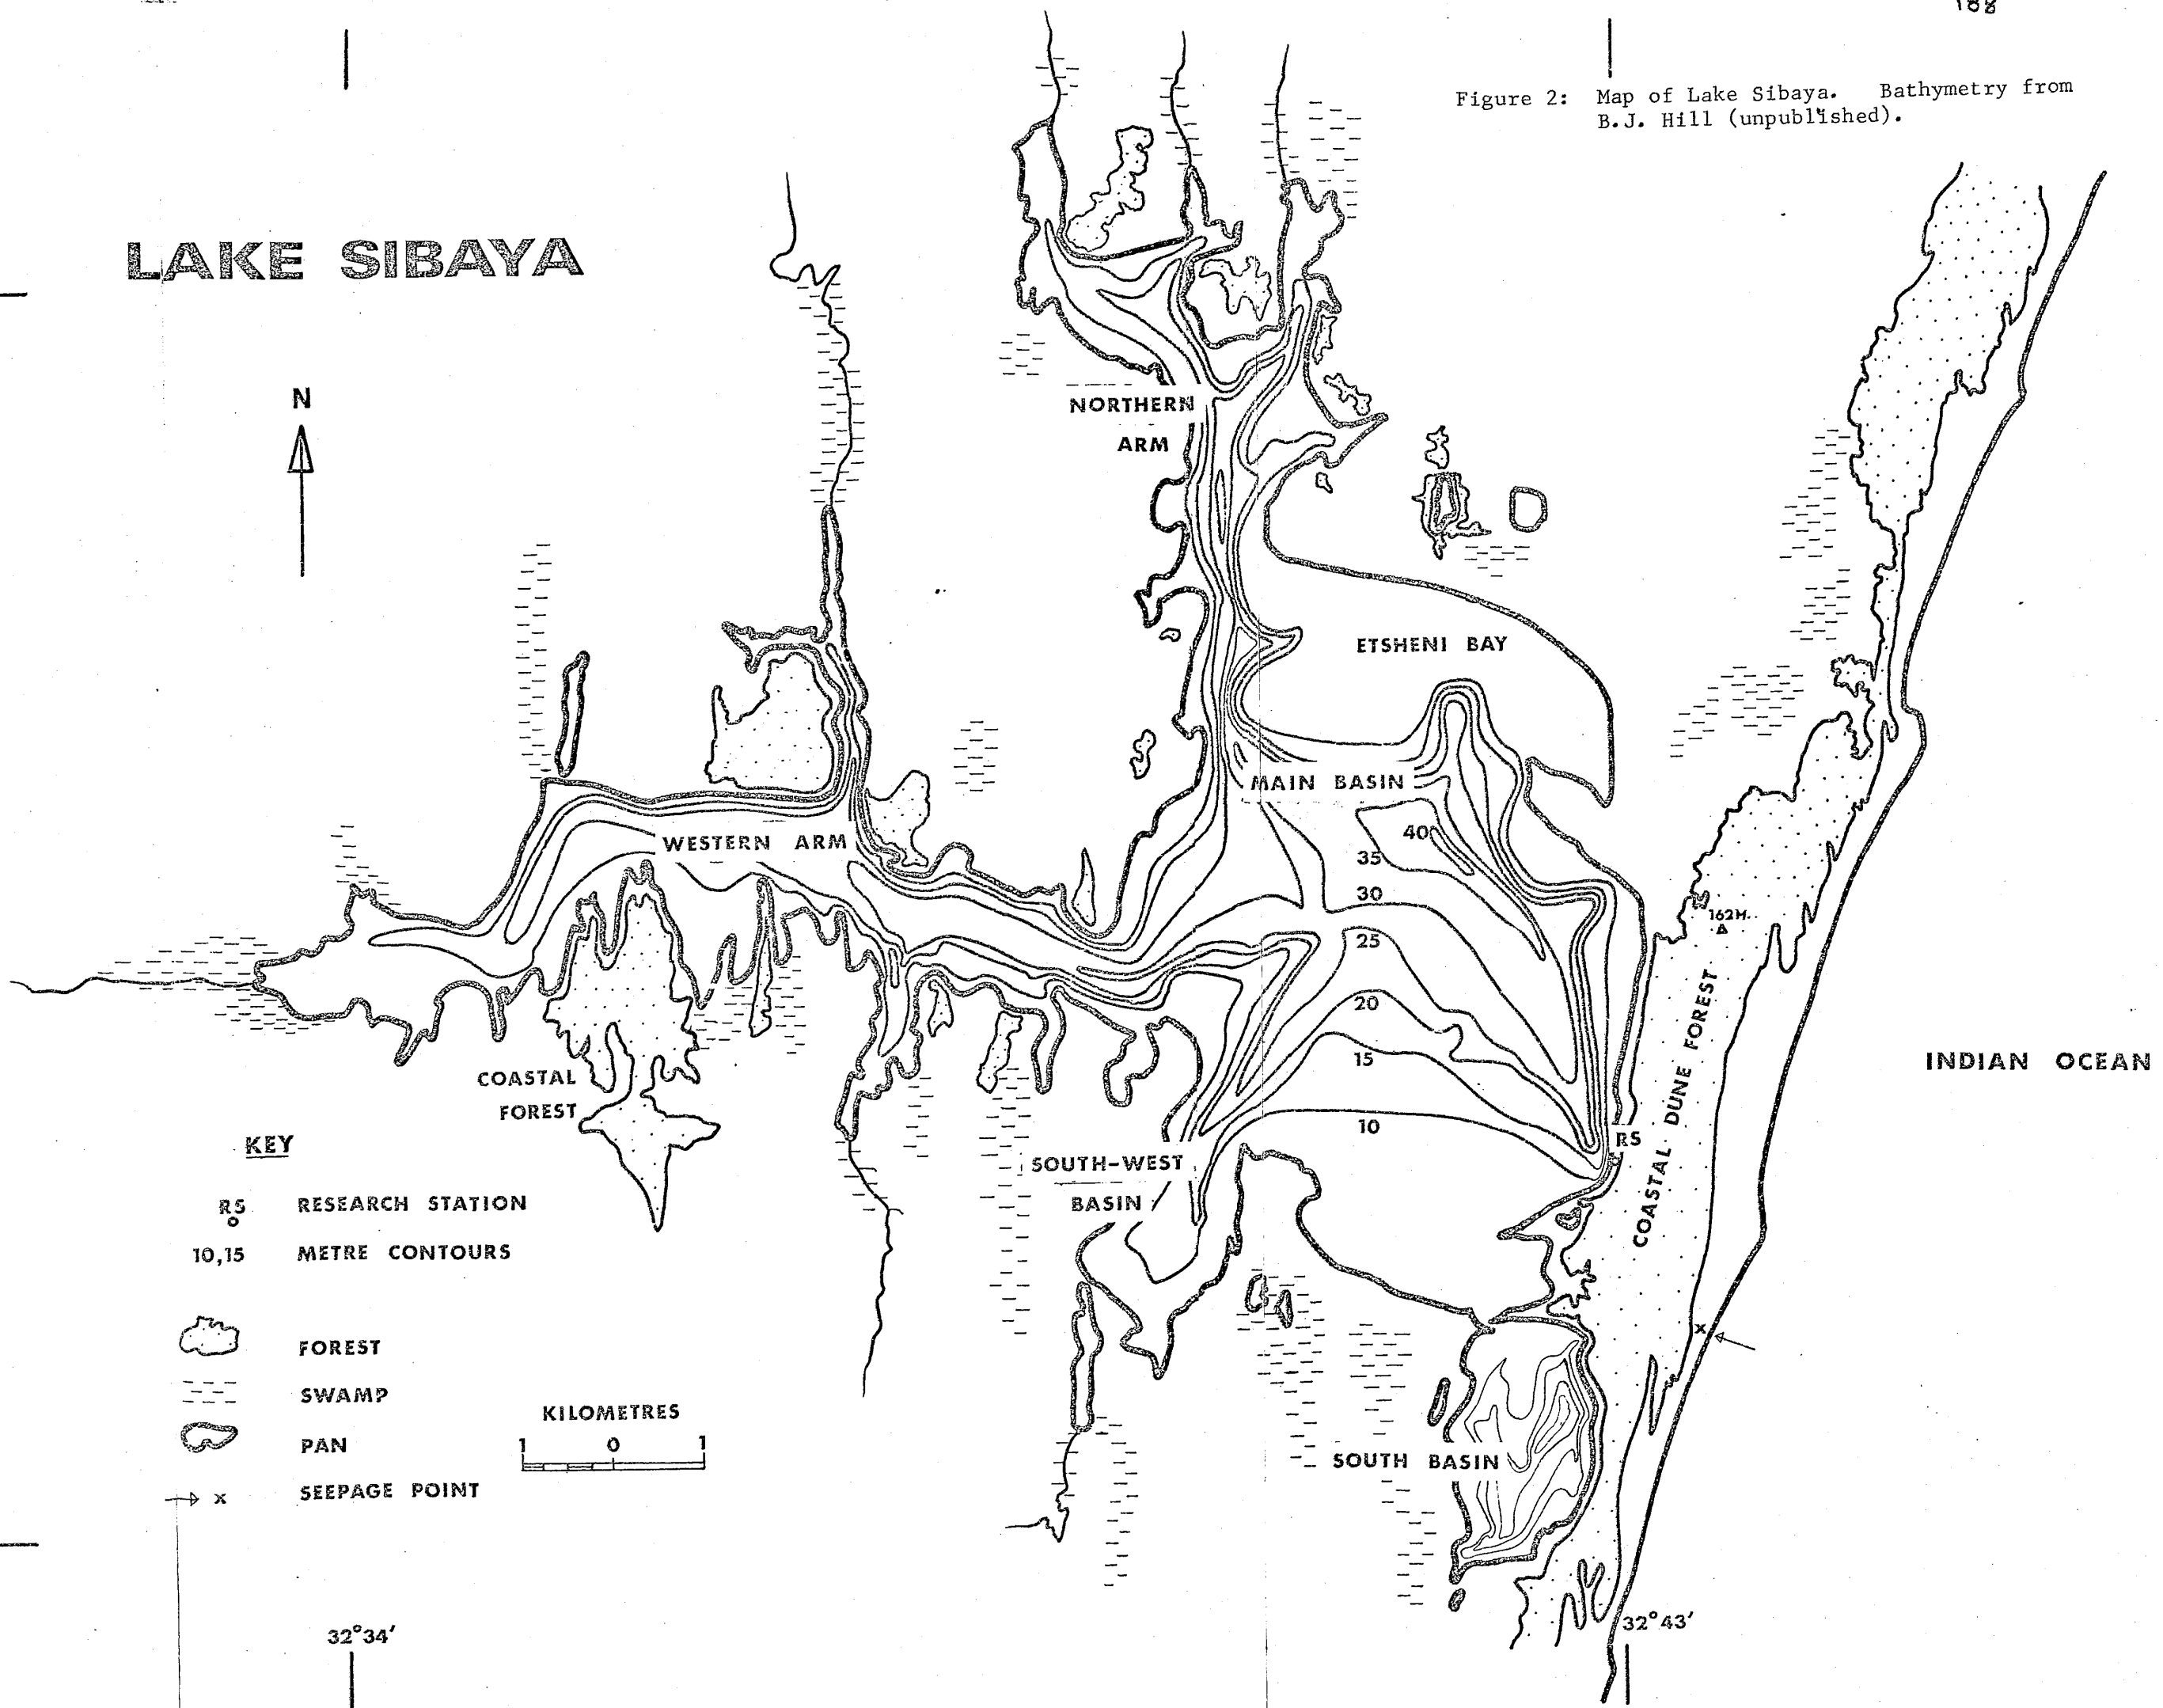 188
Figure 2: Map of Lake Sibaya. Bathymetry from
B.J. Hill (unpublished).
LAKE SIBAYA
N
NORTHERN
ARM
ETSHENI BAY
MAIN BASIN
WESTERN ARM
40
35
30
25
20
15
10
162M
COASTAL DUNE FOREST
INDIAN OCEAN
RS
COASTAL
FOREST
SOUTH-WEST
BASIN
SOUTH BASIN
x
KEY
RS RESEARCH STATION
10,15 METRE CONTOURS
FOREST
SWAMP
PAN
x SEEPAGE POINT
KILOMETRES
1 0 1
32°34′
32°43′